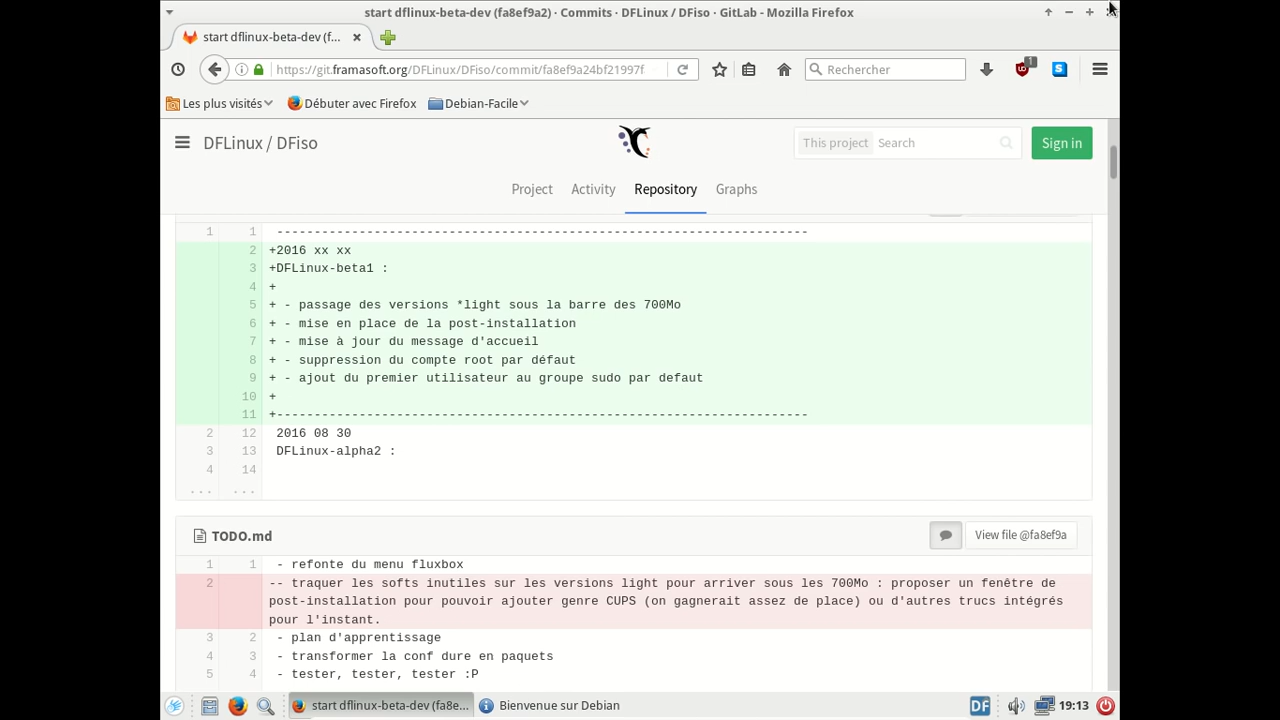 start dflinux-beta-dev (fa8ef9a2) · Commits · DFLinux / DFiso · GitLab - Mozilla Firefox
start dflinux-beta-dev (f...
https://git.framasoft.org/DFLinux/DFiso/commit/fa8ef9a24bf21997f
Rechercher
1
Les plus visités
Débuter avec Firefox
Debian-Facile
DFLinux / DFiso
This project
Search
Sign in
Project
Activity
Repository
Graphs
1 1 -----------------------------------------------------------------------
2 +2016 xx xx
3 +DFLinux-beta1 :
4 +
5 + - passage des versions *light sous la barre des 700Mo
6 + - mise en place de la post-installation
7 + - mise à jour du message d'accueil
8 + - suppression du compte root par défaut
9 + - ajout du premier utilisateur au groupe sudo par defaut
10 +
11 +-----------------------------------------------------------------------
2 12 2016 08 30
3 13 DFLinux-alpha2 :
4 14
... ...
TODO.md
View file @fa8ef9a
1 1 - refonte du menu fluxbox
2 -- traquer les softs inutiles sur les versions light pour arriver sous les 700Mo : proposer un fenêtre de
post-installation pour pouvoir ajouter genre CUPS (on gagnerait assez de place) ou d'autres trucs intégrés
pour l'instant.
3 2 - plan d'apprentissage
4 3 - transformer la conf dure en paquets
5 4 - tester, tester, tester :P
start dflinux-beta-dev (fa8e...
Bienvenue sur Debian
DF
19:13